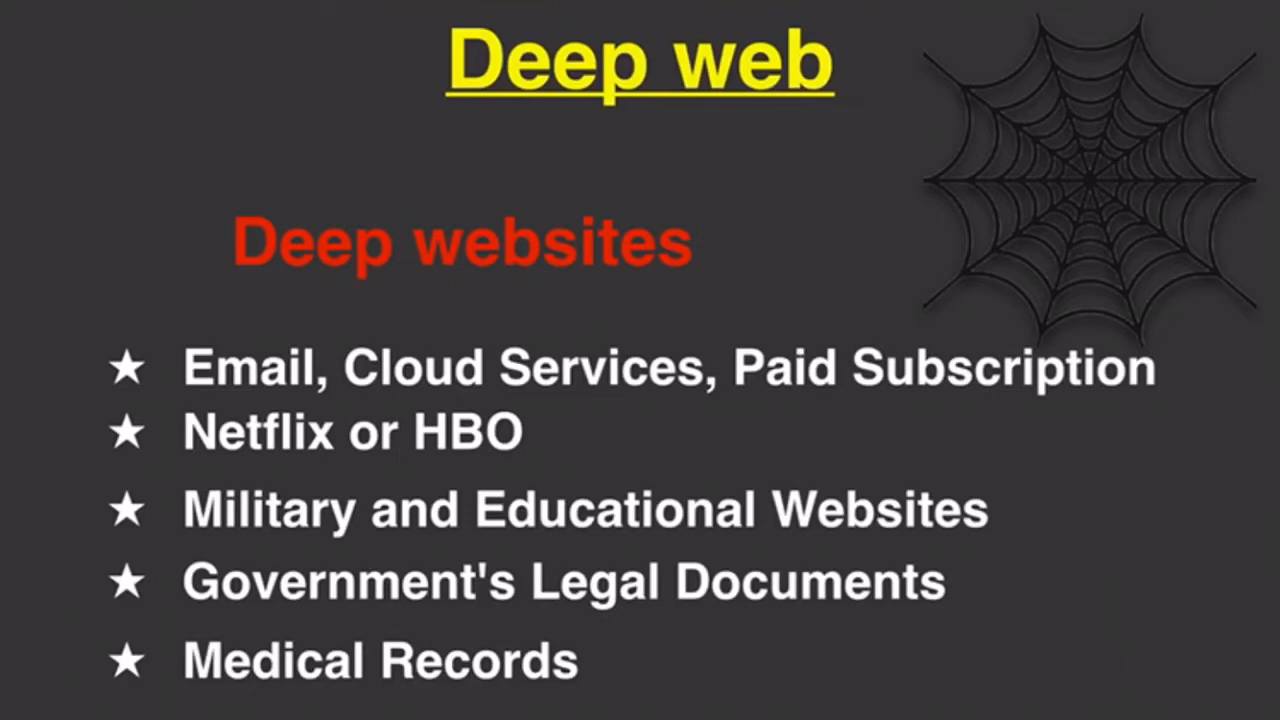 Deep web
Deep websites
★ Email, Cloud Services, Paid Subscription
★ Netflix or HBO
★ Military and Educational Websites
★ Government's Legal Documents
★ Medical Records